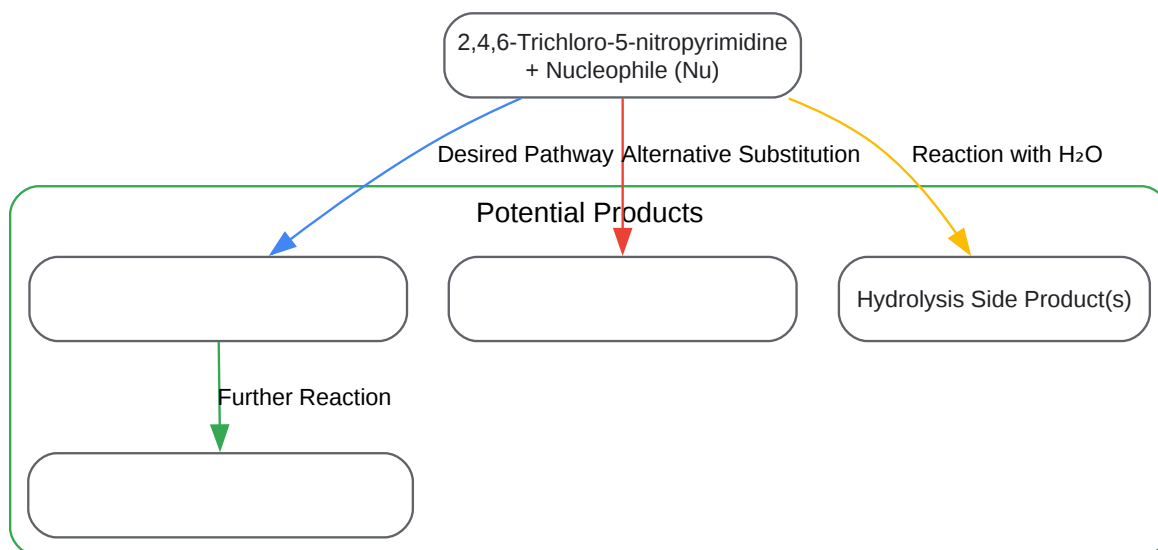 2,4,6-Trichloro-5-nitropyrimidine
+ Nucleophile (Nu)
Desired Pathway
Alternative Substitution
Reaction with H₂O
Potential Products
Hydrolysis Side Product(s)
Further Reaction